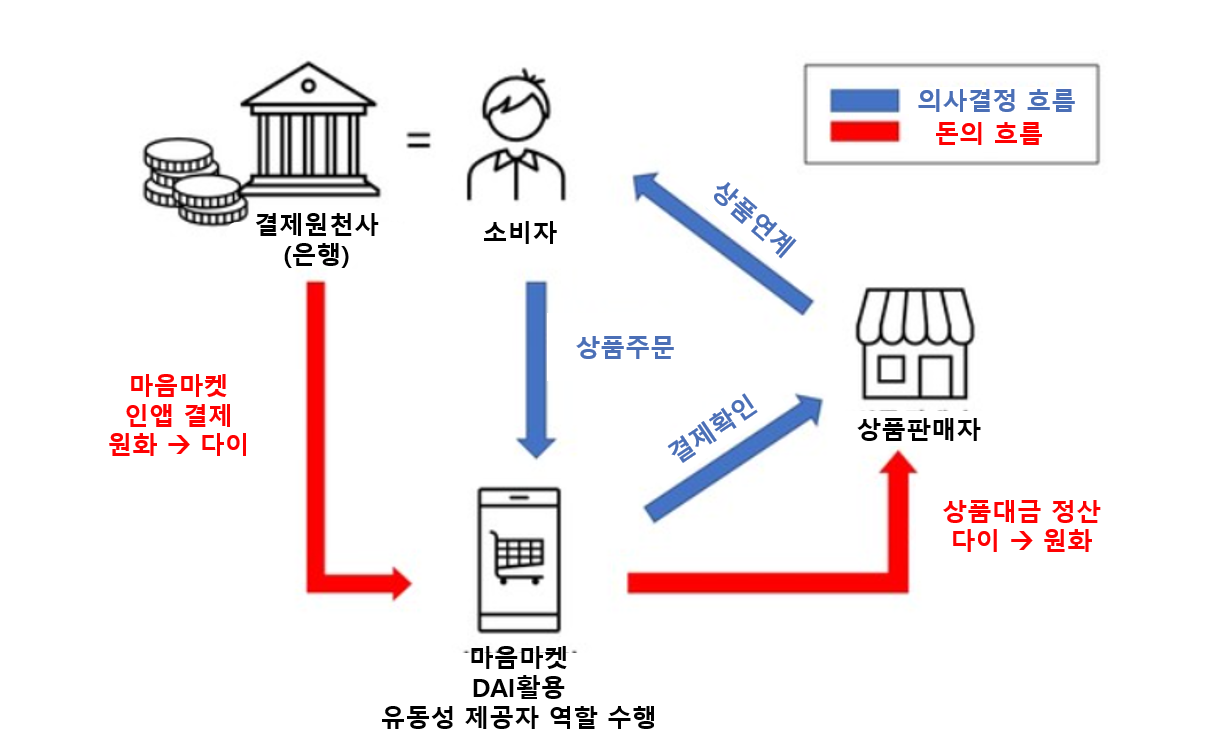 의사결정 흐름
돈의 흐름
=
결제원천사
(은행)
소비자
상품연계
상품주문
마음마켓
인앱 결제
원화 → 다이
결제확인
상품판매자
상품대금 정산
다이 → 원화
마음마켓
DAI활용
유동성 제공자 역할 수행